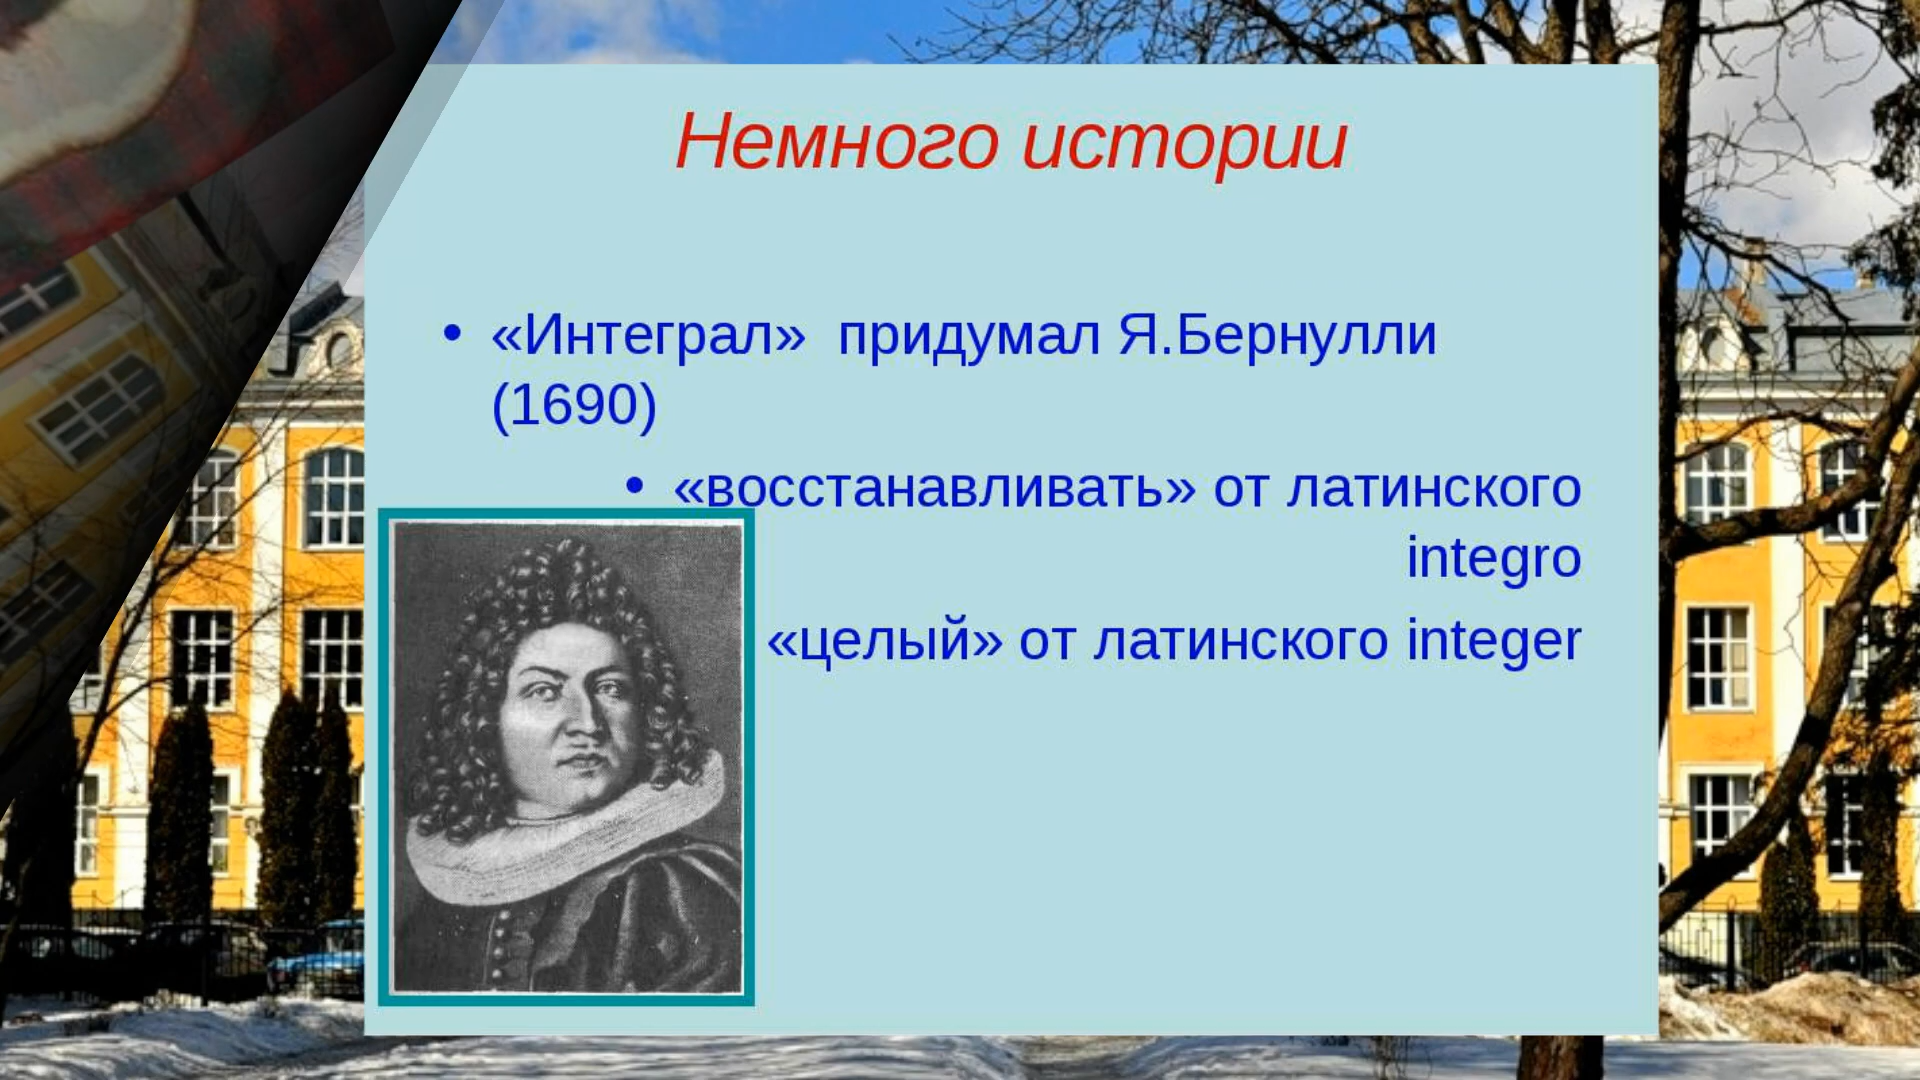 Немного истории
• «Интеграл»  придумал Я.Бернулли
(1690)
• «восстанавливать» от латинского
integro
«целый» от латинского integer